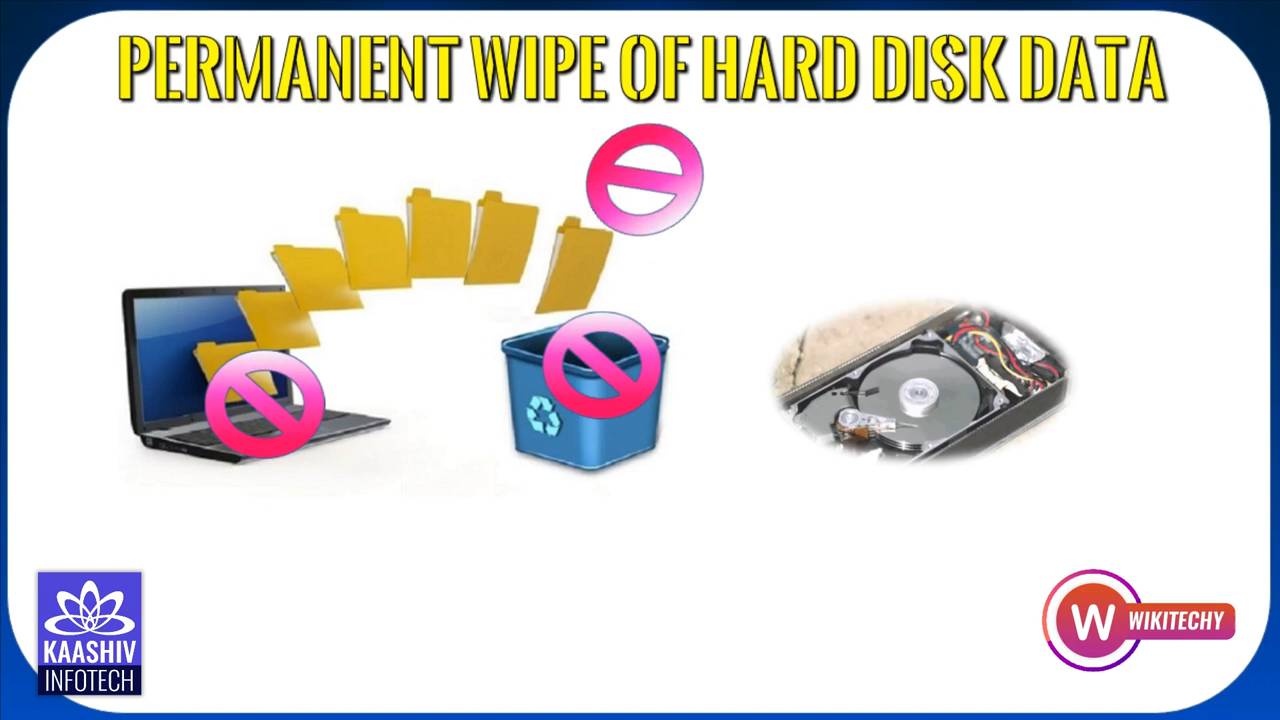 PERMANENT WIPE OF HARD DISK DATA
KAASHIV
INFOTECH
W
WIKITECHY